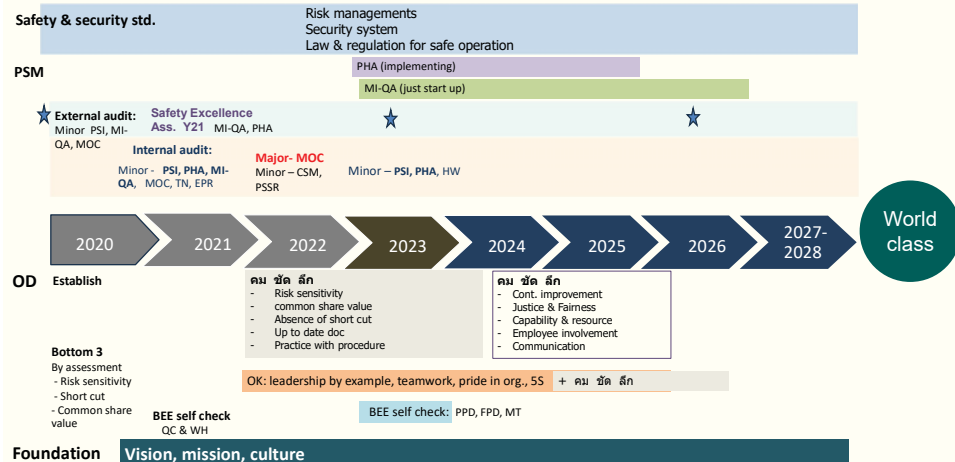 Safety & security std.
Risk managements
Security system
Law & regulation for safe operation
PSM
PHA (implementing)
MI-QA (just start up)
External audit:
Minor PSI, MI-
QA, MOC
Safety Excellence
Ass. Y21 MI-QA, PHA
Internal audit:
Minor - PSI, PHA, MI-
QA, MOC, TN, EPR
Major- MOC
Minor – CSM,
PSSR
Minor – PSI, PHA, HW
2020
2021
2022
2023
2024
2025
2026
2027-
2028
World
class
OD
Establish
คม ชัด ลึก
- Risk sensitivity
- common share value
- Absence of short cut
- Up to date doc
- Practice with procedure
คม ชัด ลึก
- Cont. improvement
- Justice & Fairness
- Capability & resource
- Employee involvement
- Communication
Bottom 3
By assessment
- Risk sensitivity
- Short cut
- Common share
value
OK: leadership by example, teamwork, pride in org., 5S + คม ชัด ลึก
BEE self check
QC & WH
BEE self check: PPD, FPD, MT
Foundation
Vision, mission, culture